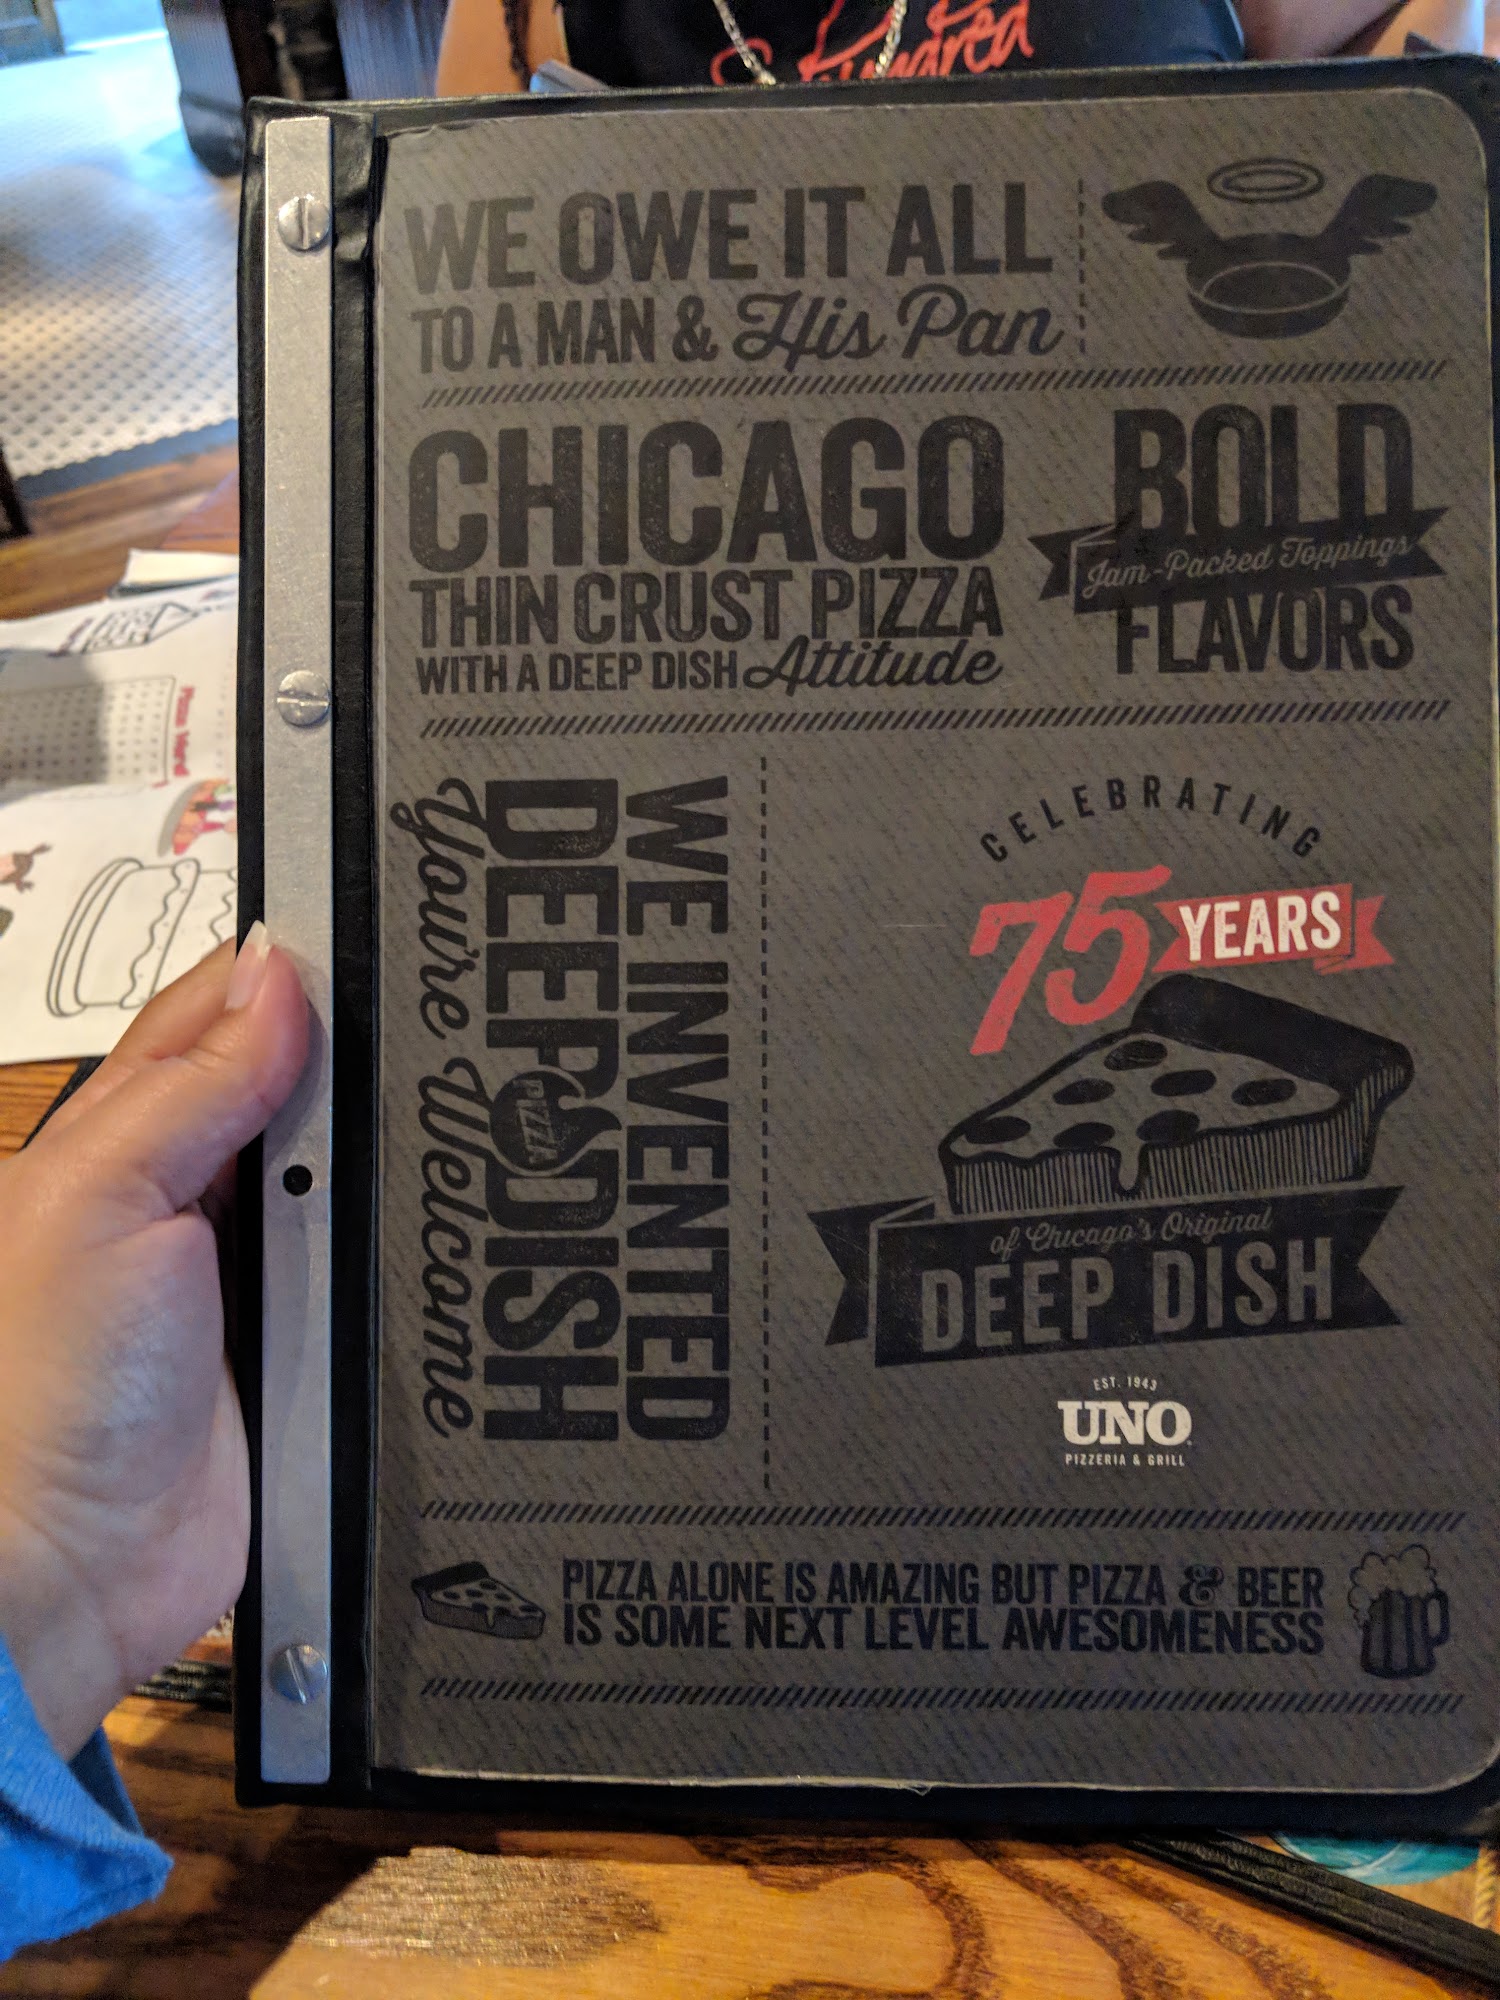 WE OWE IT ALL
TO A MAN & His Pan
CHICAGO
THIN CRUST PIZZA
WITH A DEEP DISH Attitude
BOLD
Jam-Packed Toppings
FLAVORS
WE INVENTED
DEEP DISH
PIZZA
You're Welcome
CELEBRATING
75 YEARS
of Chicago's Original
DEEP DISH
EST. 1943
UNO
PIZZERIA & GRILL
PIZZA ALONE IS AMAZING BUT PIZZA & BEER
IS SOME NEXT LEVEL AWESOMENESS